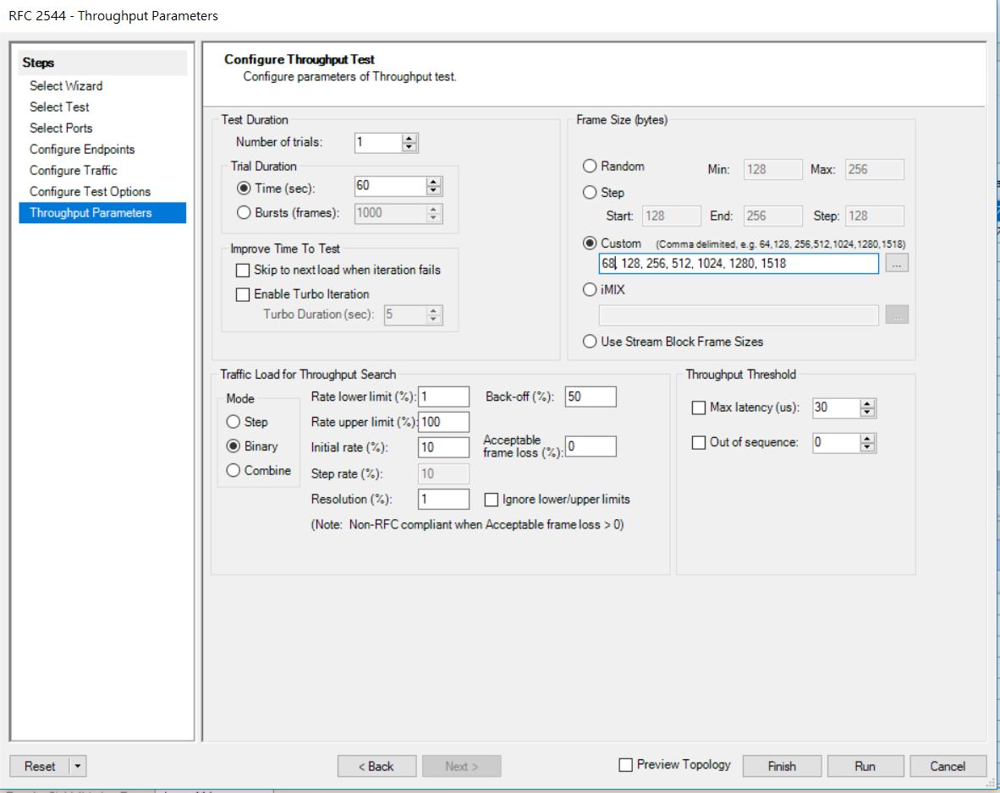 RFC 2544 - Throughput Parameters
Steps
Select Wizard
Select Test
Select Ports
Configure Endpoints
Configure Traffic
Configure Test Options
Throughput Parameters
Configure Throughput Test
Configure parameters of Throughput test.
Test Duration
Number of trials: 1
Trial Duration
Time (sec): 60
Bursts (frames): 1000
Improve Time To Test
Skip to next load when iteration fails
Enable Turbo Iteration
Turbo Duration (sec): 5
Frame Size (bytes)
Random Min: 128 Max: 256
Step
Start: 128 End: 256 Step: 128
Custom (Comma delimited, e.g. 64,128, 256,512,1024,1280,1518)
68, 128, 256, 512, 1024, 1280, 1518 ...
iMIX
...
Use Stream Block Frame Sizes
Traffic Load for Throughput Search
Mode
Step
Binary
Combine
Rate lower limit (%): 1 Back-off (%): 50
Rate upper limit (%): 100
Initial rate (%): 10 Acceptable
frame loss (%): 0
Step rate (%): 10
Resolution (%): 1 Ignore lower/upper limits
(Note: Non-RFC compliant when Acceptable frame loss > 0)
Throughput Threshold
Max latency (us): 30
Out of sequence: 0
Reset < Back Next > Preview Topology Finish Run Cancel